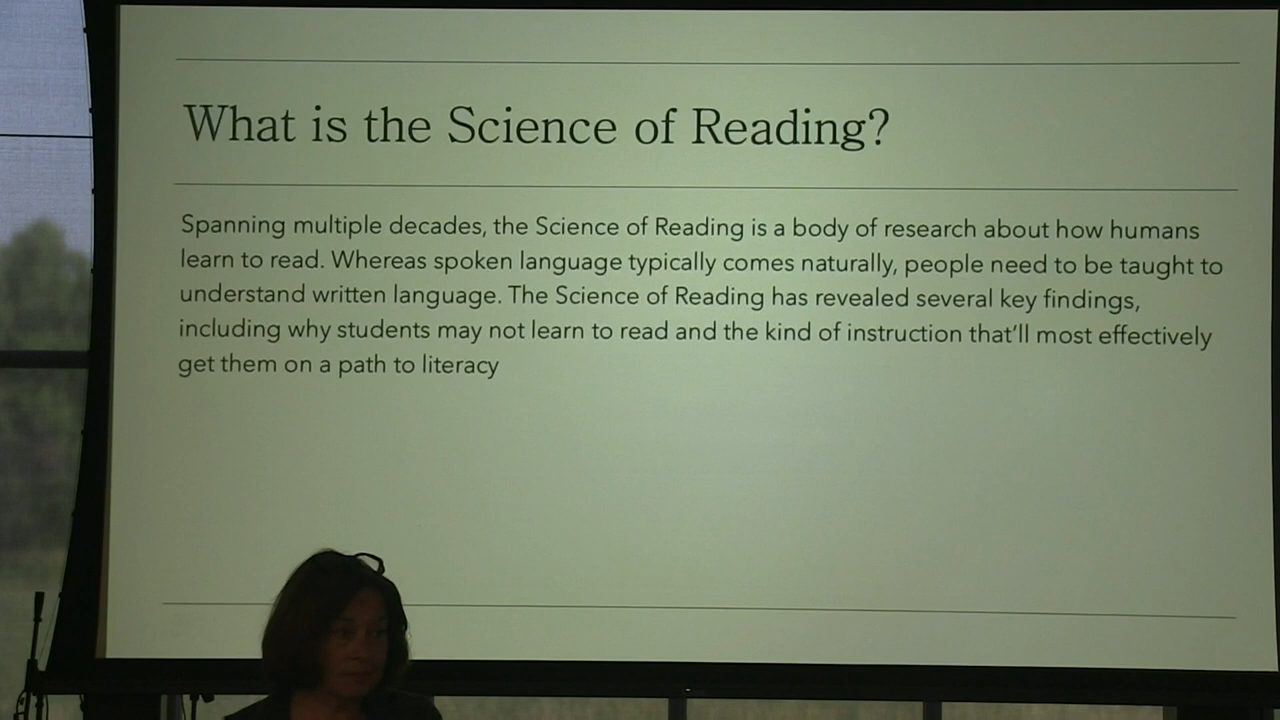 What is the Science of Reading?
Spanning multiple decades, the Science of Reading is a body of research about how humans
learn to read. Whereas spoken language typically comes naturally, people need to be taught to
understand written language. The Science of Reading has revealed several key findings,
including why students may not learn to read and the kind of instruction that’ll most effectively
get them on a path to literacy